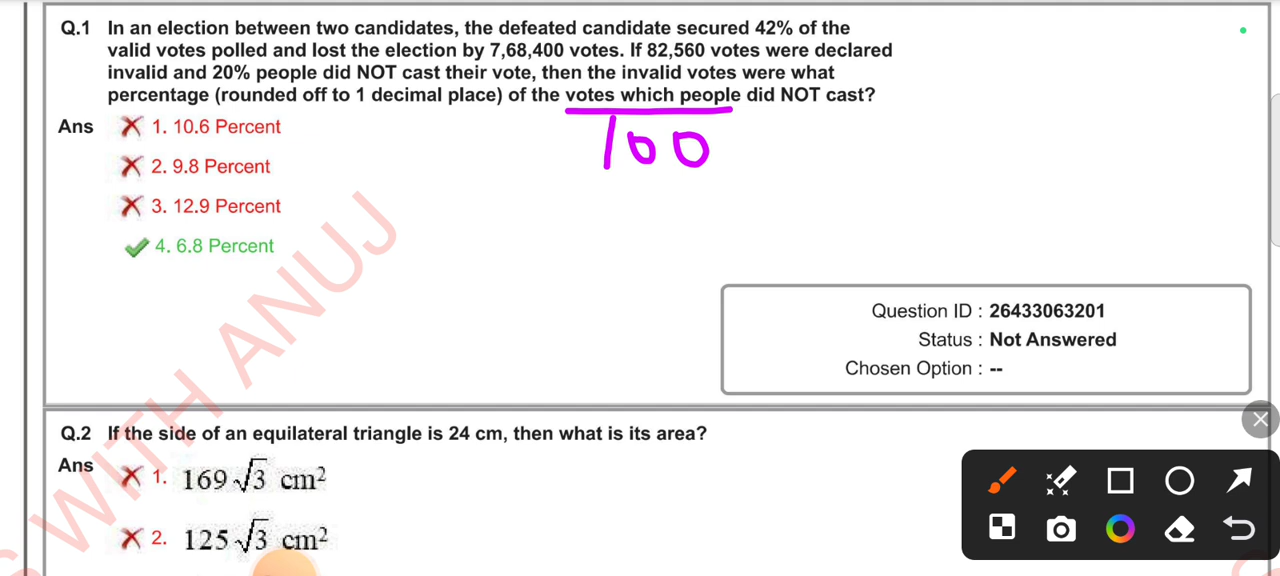 Q.1 In an election between two candidates, the defeated candidate secured 42% of the
valid votes polled and lost the election by 7,68,400 votes. If 82,560 votes were declared
invalid and 20% people did NOT cast their vote, then the invalid votes were what
percentage (rounded off to 1 decimal place) of the votes which people did NOT cast?
100
Ans 1. 10.6 Percent
2. 9.8 Percent
3. 12.9 Percent
4. 6.8 Percent
WITH ANUJ
Question ID : 26433063201
Status : Not Answered
Chosen Option : --
Q.2 If the side of an equilateral triangle is 24 cm, then what is its area?
Ans 1. 169√3 cm²
2. 125√3 cm²